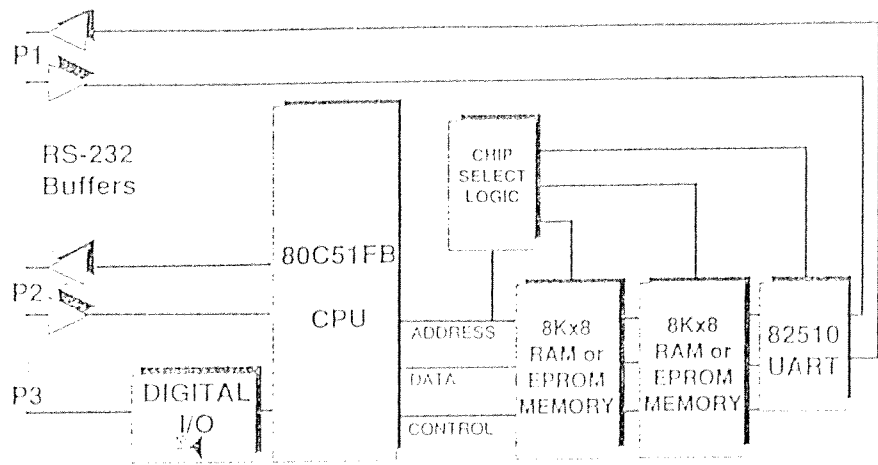 P1
RS-232
Buffers
CHIP
SELECT
LOGIC
80C51FB
CPU
P2
ADDRESS
DATA
CONTROL
8Kx8
RAM or
EPROM
MEMORY
8Kx8
RAM or
EPROM
MEMORY
82510
UART
P3
DIGITAL
I/O